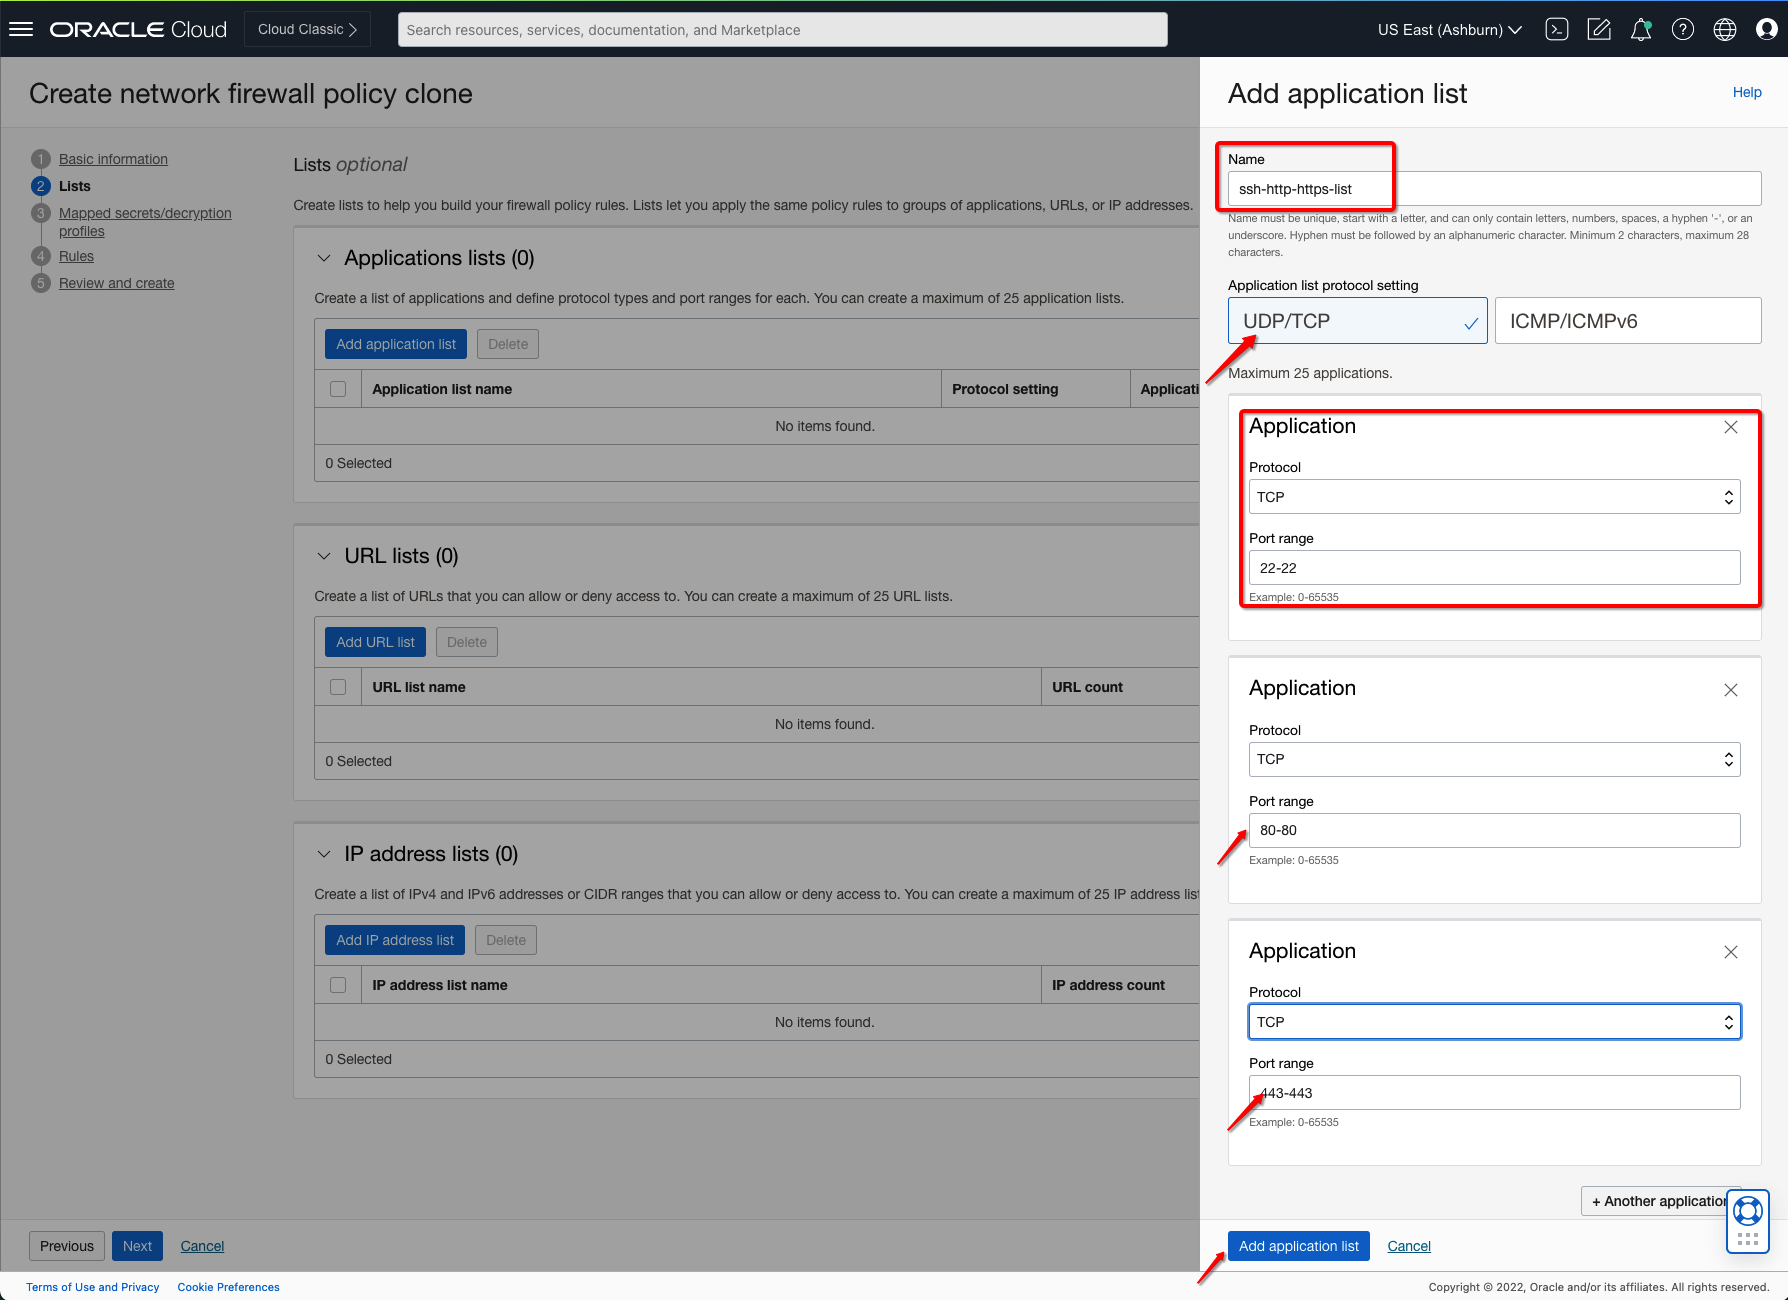 ORACLE Cloud
Cloud Classic
Search resources, services, documentation, and Marketplace
US East (Ashburn)
Create network firewall policy clone
1 Basic information
2 Lists
3 Mapped secrets/decryption
profiles
4 Rules
5 Review and create
Lists optional
Create lists to help you build your firewall policy rules. Lists let you apply the same policy rules to groups of applications, URLs, or IP addresses.
Applications lists (0)
Create a list of applications and define protocol types and port ranges for each. You can create a maximum of 25 application lists.
Add application list Delete
Application list name Protocol setting Applicati
No items found.
0 Selected
URL lists (0)
Create a list of URLs that you can allow or deny access to. You can create a maximum of 25 URL lists.
Add URL list Delete
URL list name URL count
No items found.
0 Selected
IP address lists (0)
Create a list of IPv4 and IPv6 addresses or CIDR ranges that you can allow or deny access to. You can create a maximum of 25 IP address list
Add IP address list Delete
IP address list name IP address count
No items found.
0 Selected
Previous Next Cancel
Add application list
Help
Name
ssh-http-https-list
Name must be unique, start with a letter, and can only contain letters, numbers, spaces, a hyphen '-', or an
underscore. Hyphen must be followed by an alphanumeric character. Minimum 2 characters, maximum 28
characters.
Application list protocol setting
UDP/TCP ICMP/ICMPv6
Maximum 25 applications.
Application
Protocol
TCP
Port range
22-22
Example: 0-65535
Application
Protocol
TCP
Port range
80-80
Example: 0-65535
Application
Protocol
TCP
Port range
443-443
Example: 0-65535
+ Another application
Add application list Cancel
Terms of Use and Privacy Cookie Preferences
Copyright © 2022, Oracle and/or its affiliates. All rights reserved.